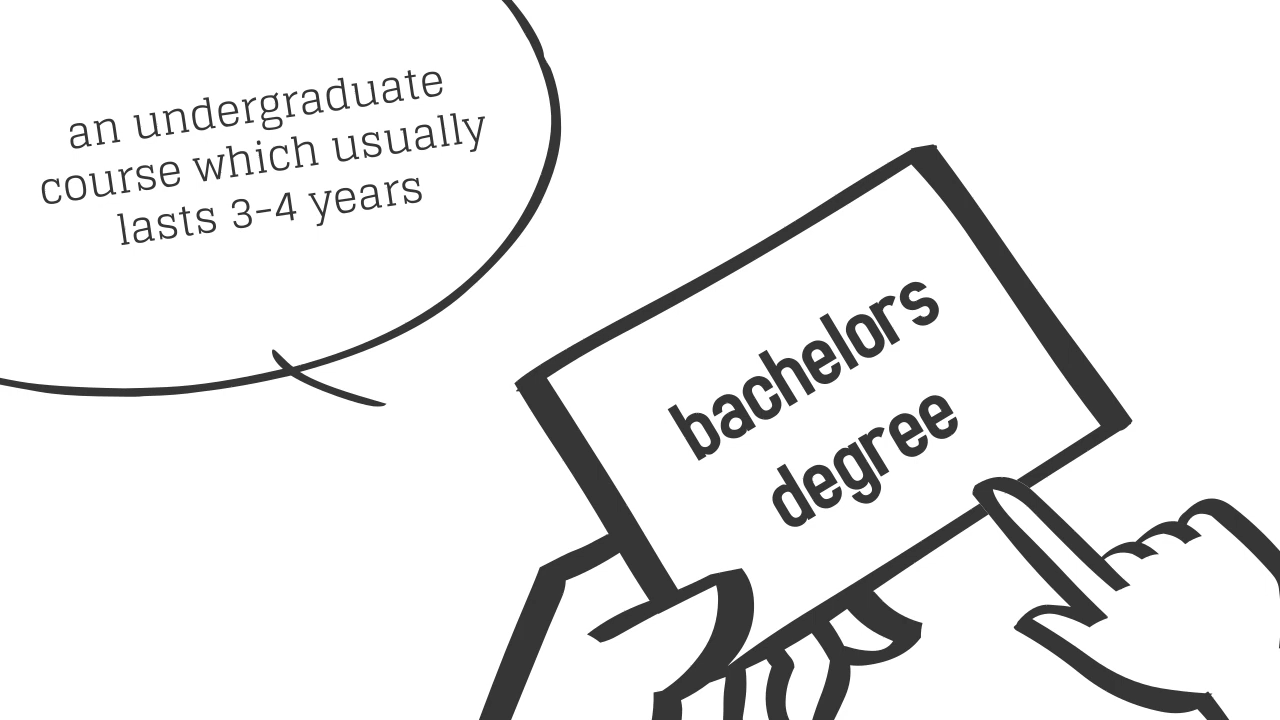 an undergraduate
course which usually
lasts 3-4 years
bachelors
degree